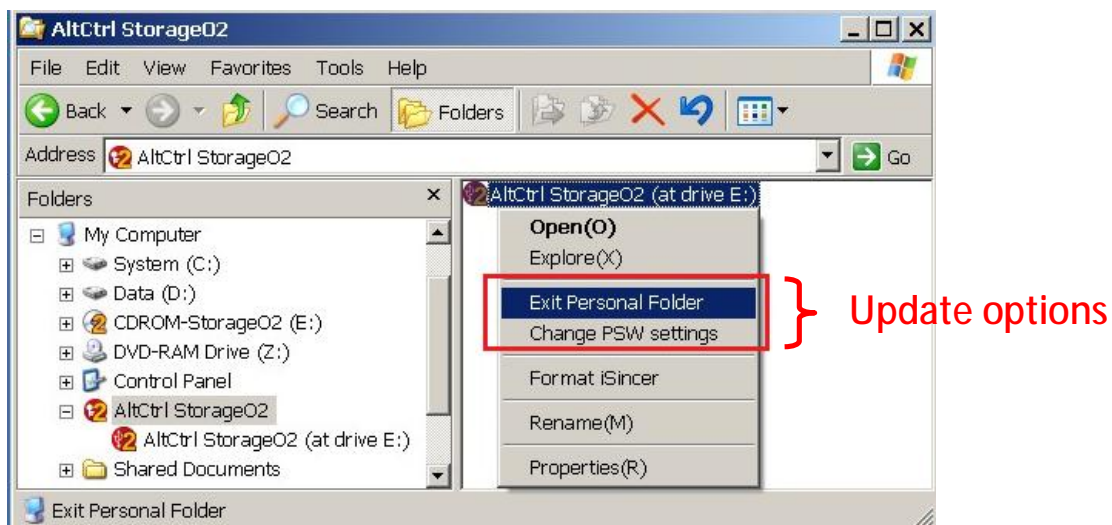 AltCtrl StorageO2
File Edit View Favorites Tools Help
Back Search Folders
Address AltCtrl StorageO2 Go
Folders
My Computer
System (C:)
Data (D:)
CDROM-StorageO2 (E:)
DVD-RAM Drive (Z:)
Control Panel
AltCtrl StorageO2
AltCtrl StorageO2 (at drive E:)
Shared Documents
AltCtrl StorageO2 (at drive E:)
Open(O)
Explore(X)
Exit Personal Folder
Change PSW settings
Format iSincer
Rename(M)
Properties(R)
Update options
Exit Personal Folder